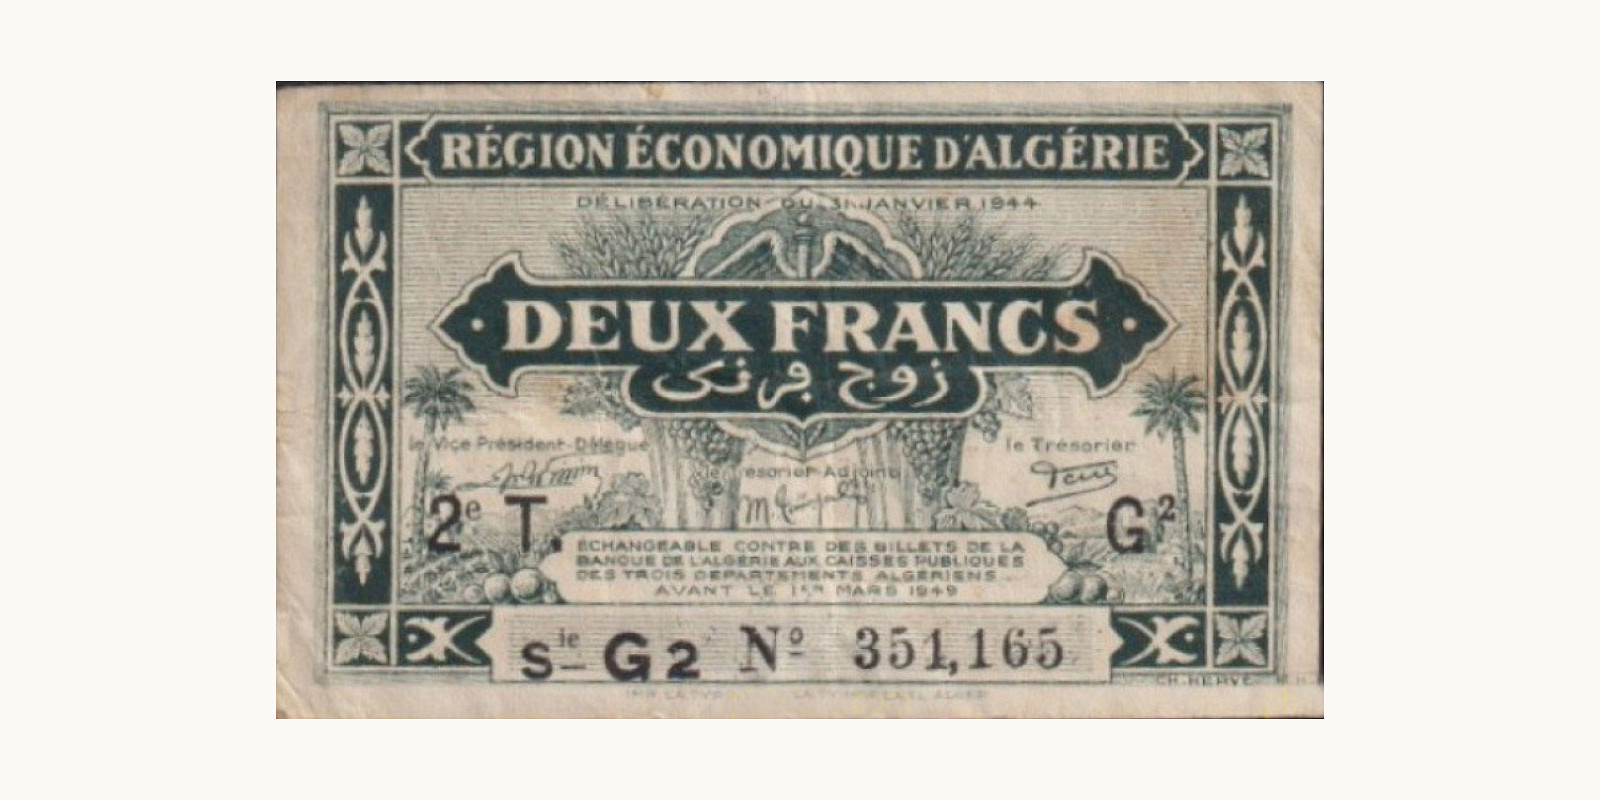 RÉGION ÉCONOMIQUE D'ALGÉRIE
DÉLIBÉRATION DU 31 JANVIER 1944
DEUX FRANCS
زوج فرنك
le Vice Président-Délégué
le Trésorier
le Trésorier Adjoint
2e T.
G2
ÉCHANGEABLE CONTRE DES BILLETS DE LA
BANQUE DE L'ALGÉRIE AUX CAISSES PUBLIQUES
DES TROIS DÉPARTEMENTS ALGÉRIENS
AVANT LE 1ER MARS 1949
Sie G2 No 351,165
CH. HERVÉ